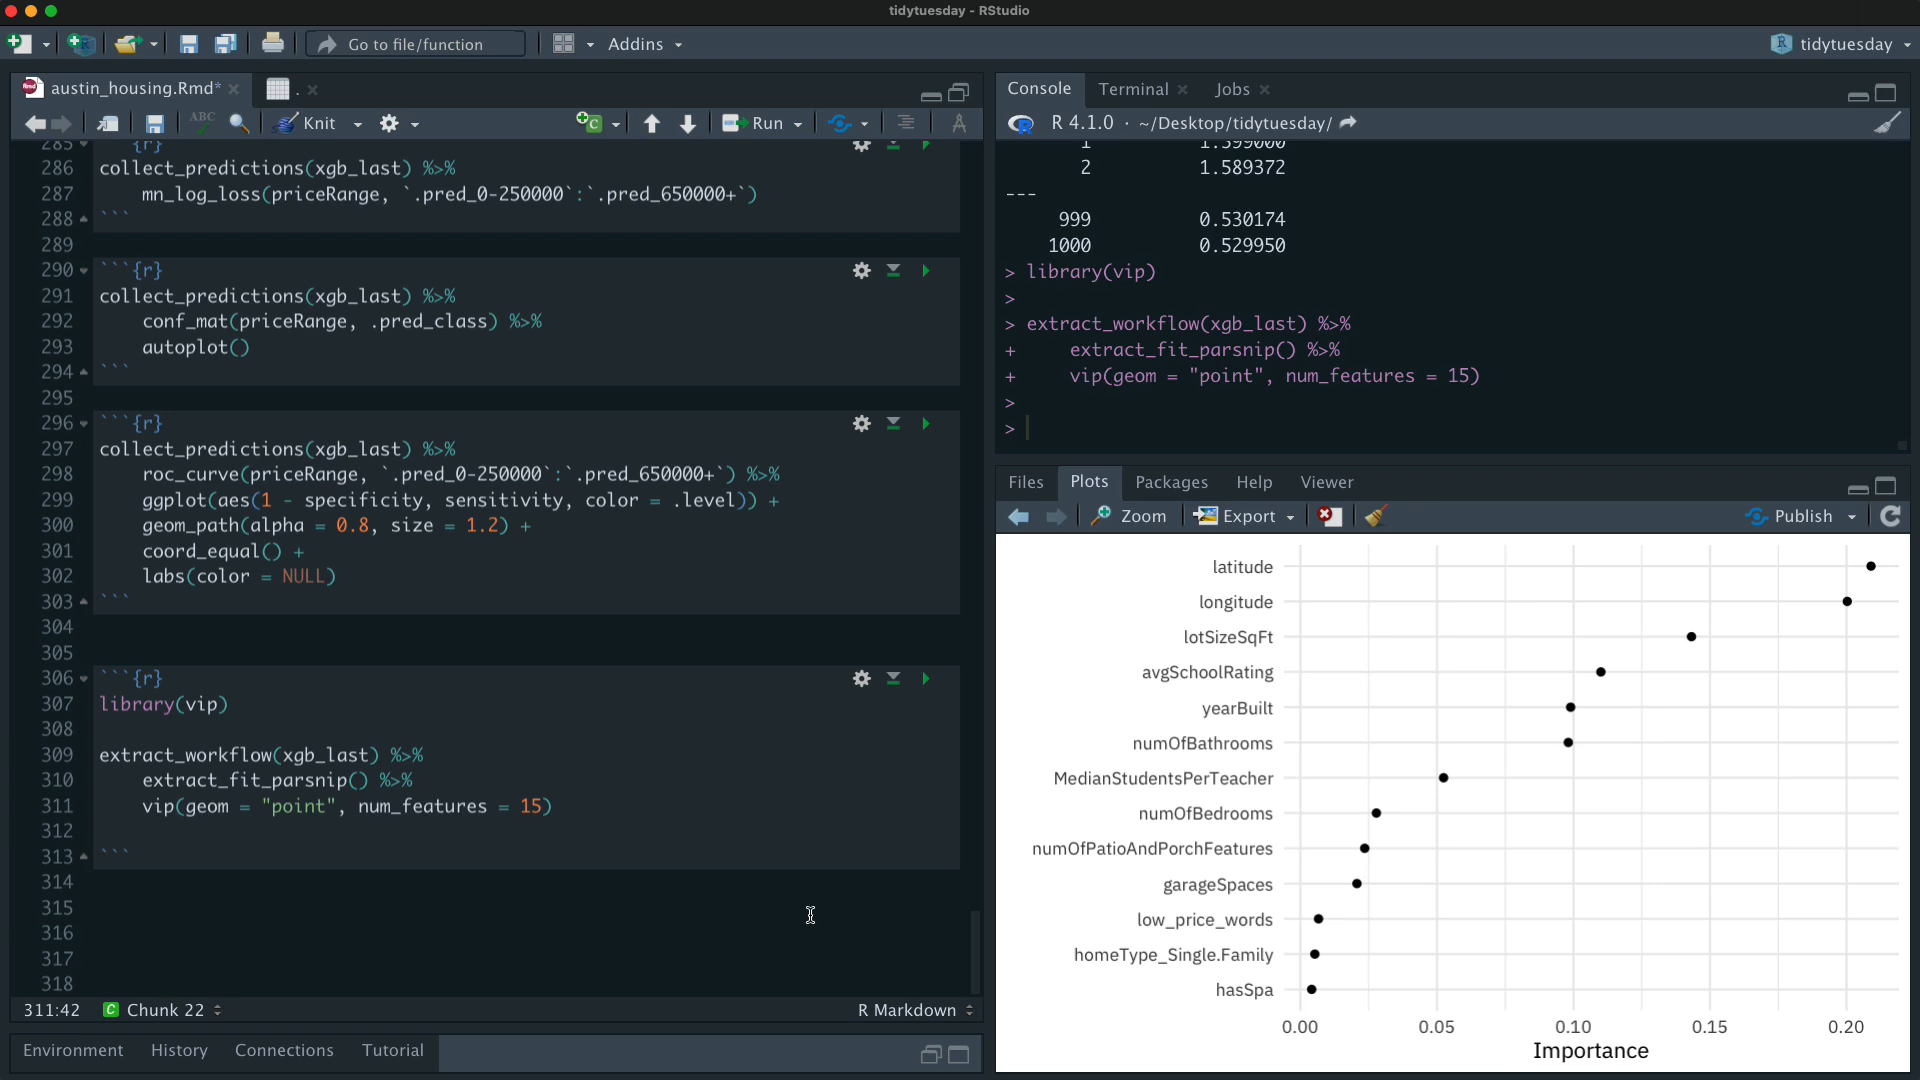 tidytuesday - RStudio
Go to file/function
Addins
tidytuesday
austin_housing.Rmd*
.
ABC
Knit
Run
285 ```{r}
286 collect_predictions(xgb_last) %>%
287     mn_log_loss(priceRange, `.pred_0-250000`:`.pred_650000+`)
288 ```
289
290 ```{r}
291 collect_predictions(xgb_last) %>%
292     conf_mat(priceRange, .pred_class) %>%
293     autoplot()
294 ```
295
296 ```{r}
297 collect_predictions(xgb_last) %>%
298     roc_curve(priceRange, `.pred_0-250000`:`.pred_650000+`) %>%
299     ggplot(aes(1 - specificity, sensitivity, color = .level)) +
300     geom_path(alpha = 0.8, size = 1.2) +
301     coord_equal() +
302     labs(color = NULL)
303 ```
304
305
306 ```{r}
307 library(vip)
308
309 extract_workflow(xgb_last) %>%
310     extract_fit_parsnip() %>%
311     vip(geom = "point", num_features = 15)
312
313 ```
314
315
316
317
318
311:42 C Chunk 22
R Markdown
Environment History Connections Tutorial
Console Terminal Jobs
R 4.1.0 · ~/Desktop/tidytuesday/
1
2 1.589372
---
999 0.530174
1000 0.529950
> library(vip)
>
> extract_workflow(xgb_last) %>%
+     extract_fit_parsnip() %>%
+     vip(geom = "point", num_features = 15)
>
>
Files Plots Packages Help Viewer
Zoom Export Publish
latitude
longitude
lotSizeSqFt
avgSchoolRating
yearBuilt
numOfBathrooms
MedianStudentsPerTeacher
numOfBedrooms
numOfPatioAndPorchFeatures
garageSpaces
low_price_words
homeType_Single.Family
hasSpa
0.00 0.05 0.10 0.15 0.20
Importance